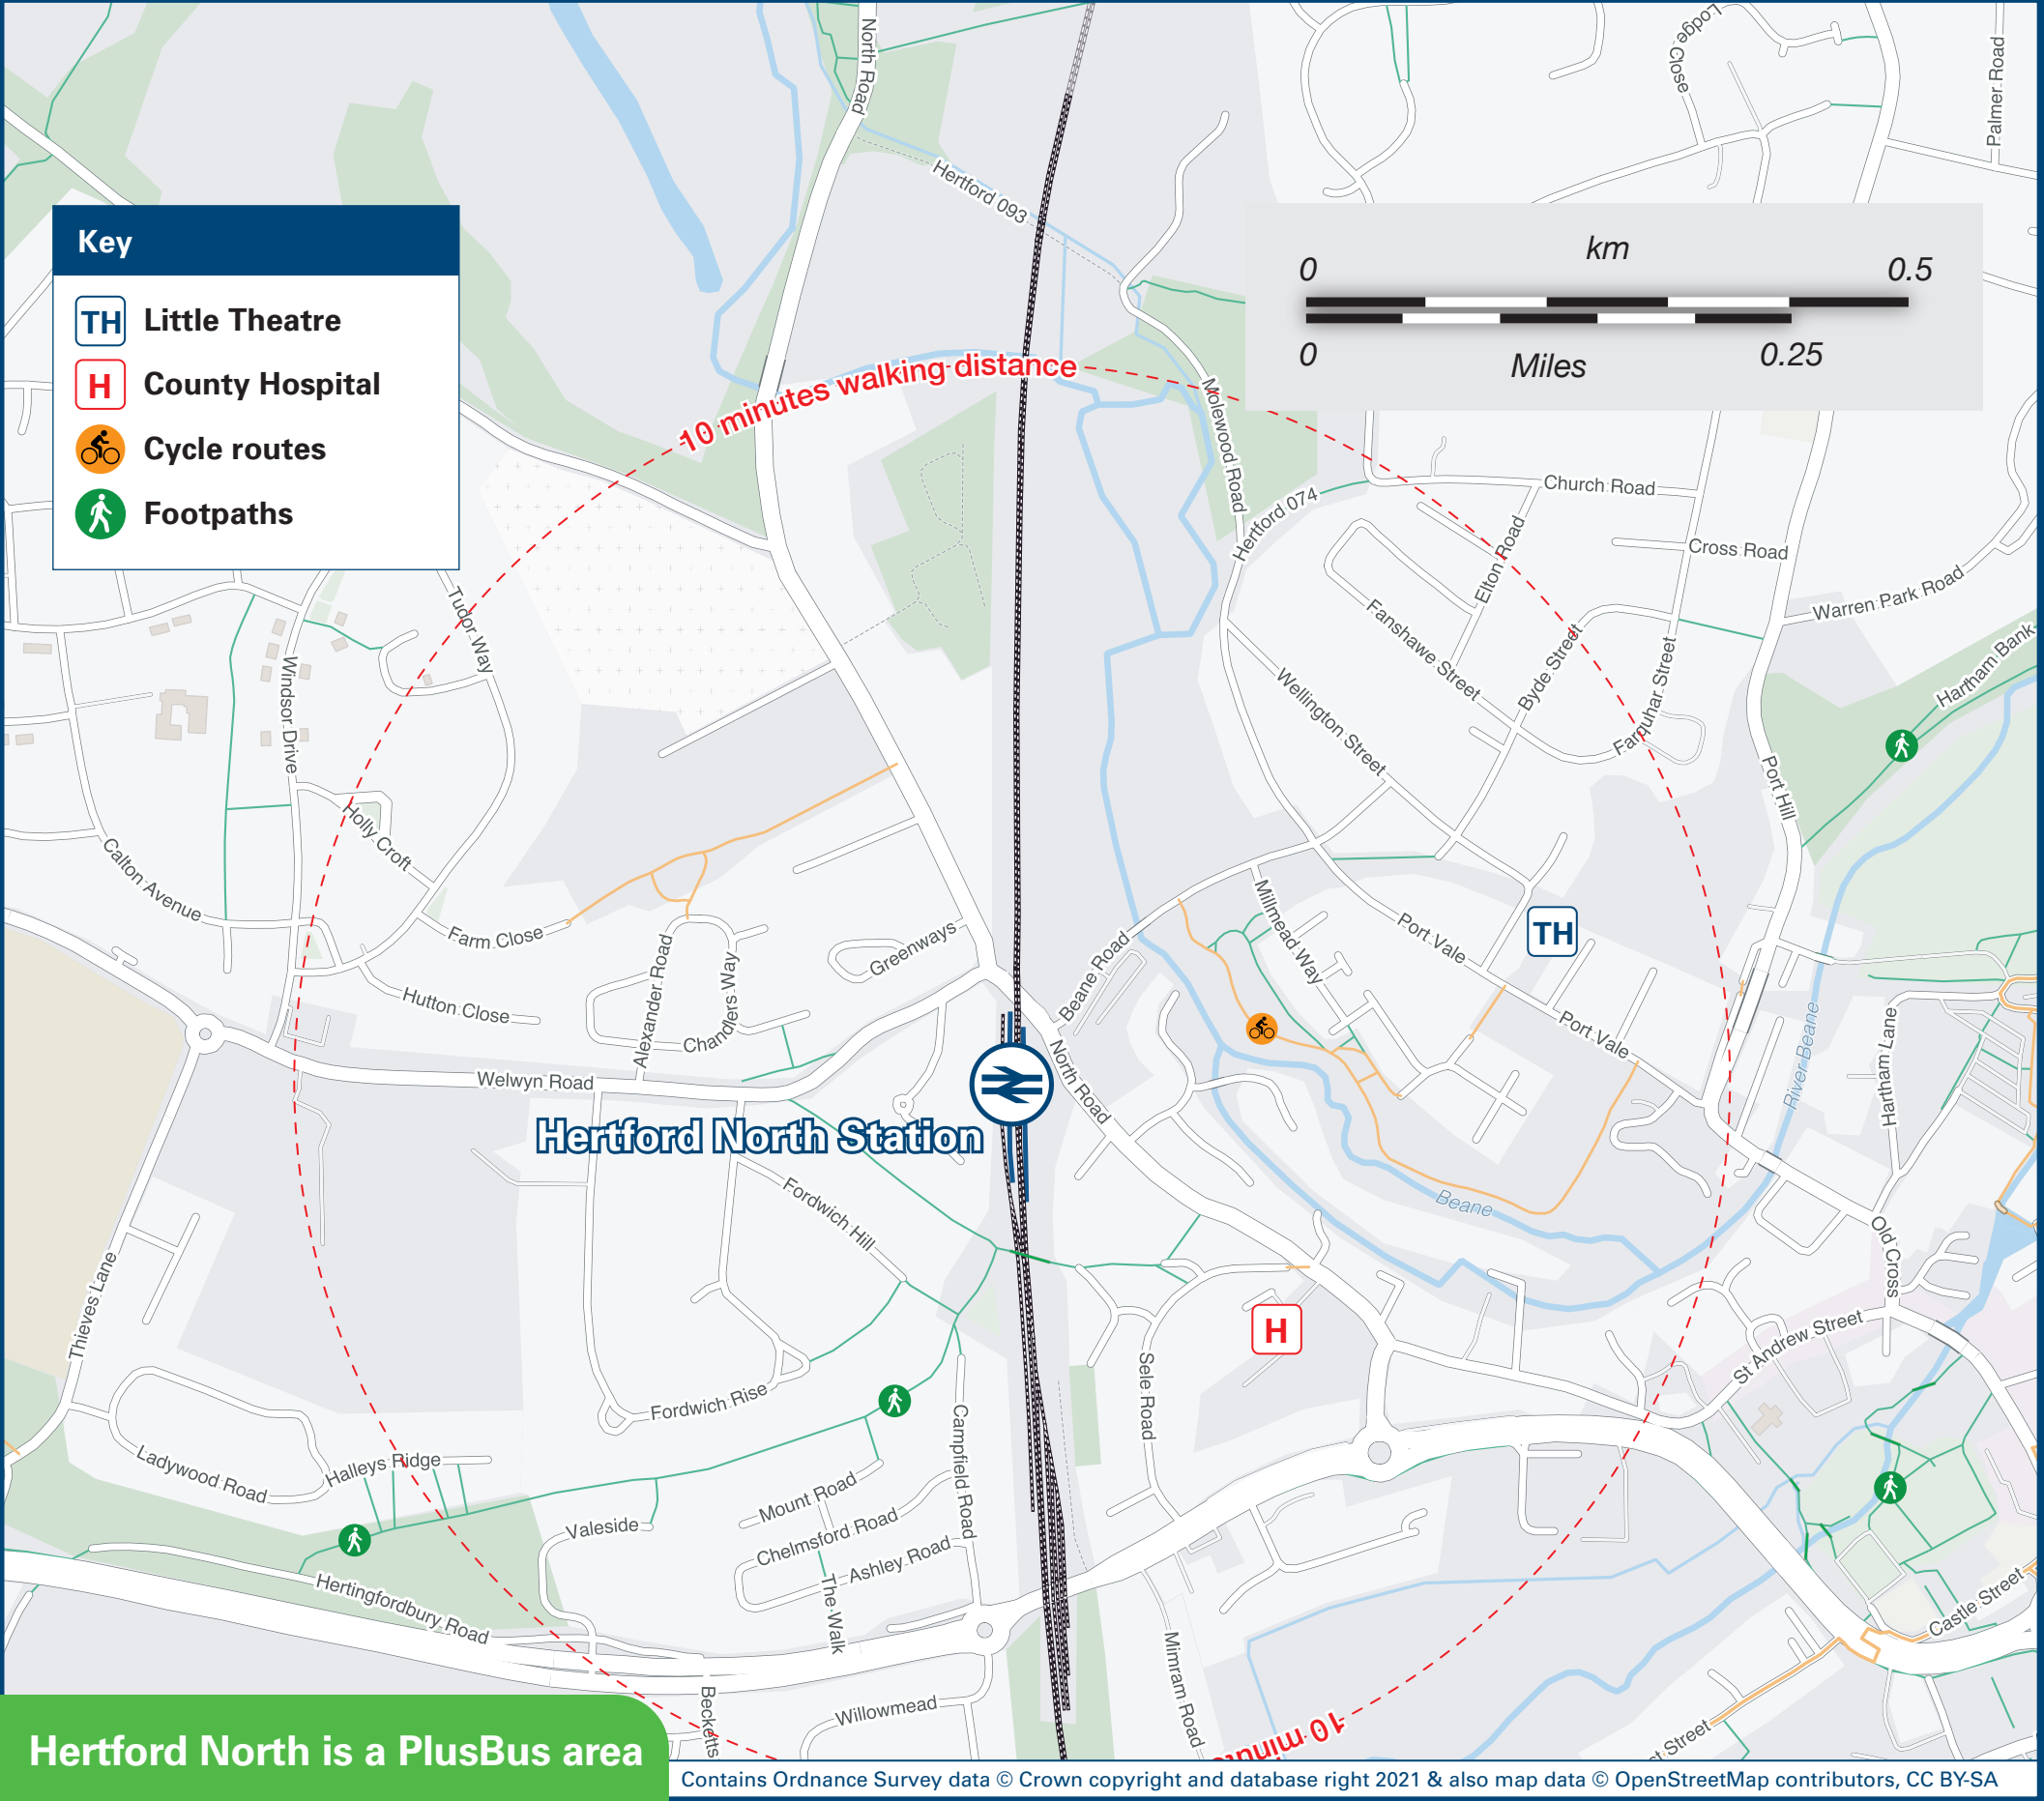 North Road
Lodge Close
Palmer Road
Hertford 093
Key
TH Little Theatre
H County Hospital
Cycle routes
Footpaths
km
0 0.5
0 0.25
Miles
10 minutes walking distance
Molewood Road
Church Road
Hertford 074
Cross Road
Elton Road
Warren Park Road
Tudor Way
Fanshawe Street
Byde Street
Farquhar Street
Hartham Bank
Windsor Drive
Wellington Street
Port Hill
Holly Croft
Calton Avenue
Farm Close
Millmead Way
Port Vale
TH
Greenways
Beane Road
Alexander Road
Chandlers Way
Hutton Close
Port Vale
River Beane
Hartham Lane
Welwyn Road
North Road
Hertford North Station
Fordwich Hill
Beane
Old Cross
Thieves Lane
H
St Andrew Street
Sele Road
Fordwich Rise
Campfield Road
Ladywood Road
Halleys Ridge
Mount Road
Valeside
Chelmsford Road
Ashley Road
The Walk
Hertingfordbury Road
Castle Street
Mimram Road
Becketts
Willowmead
10 minute
st Street
Hertford North is a PlusBus area
Contains Ordnance Survey data © Crown copyright and database right 2021 & also map data © OpenStreetMap contributors, CC BY-SA